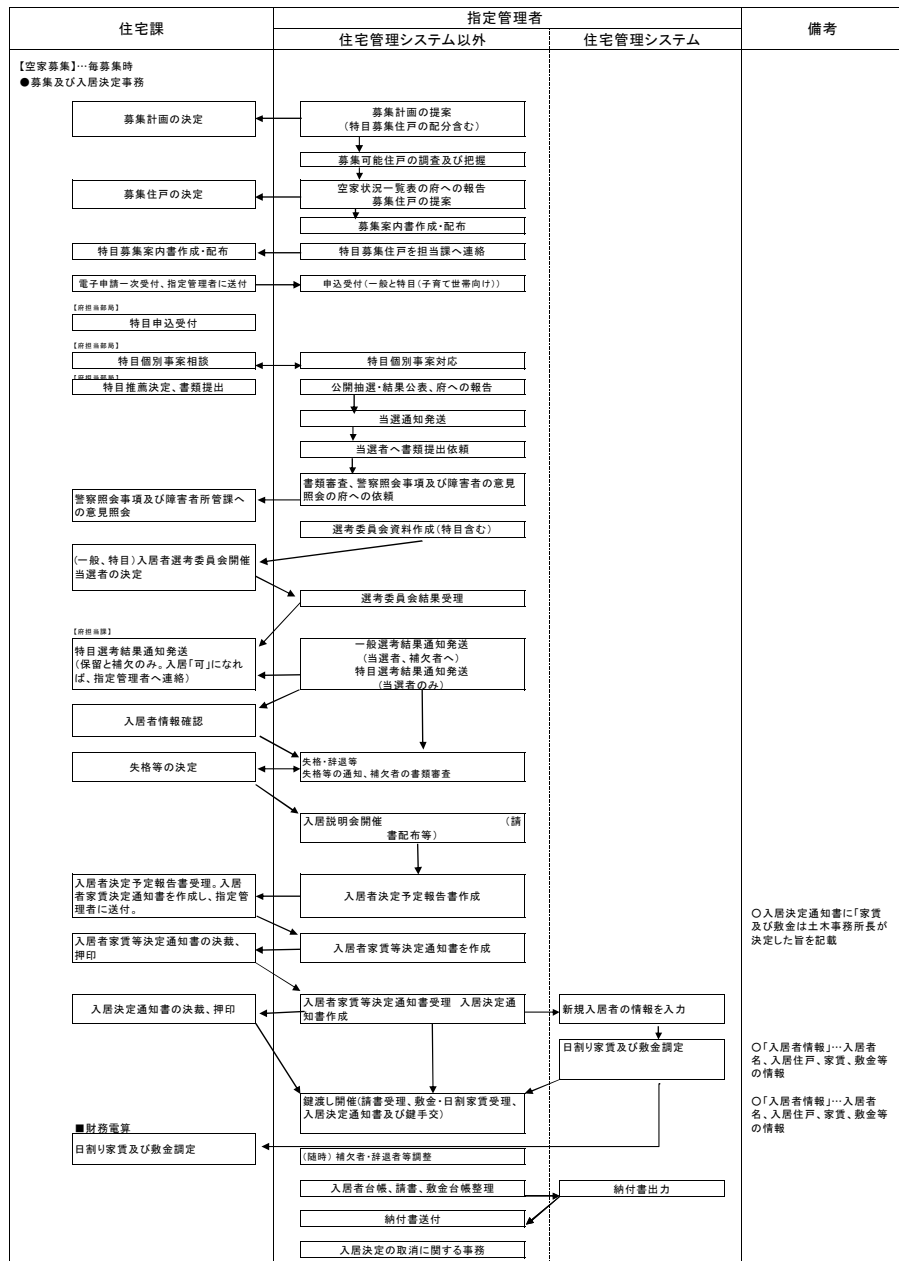 住宅課
指定管理者
備考
住宅管理システム以外
住宅管理システム
【空家募集】…毎募集時
●募集及び入居決定事務
募集計画の決定
募集計画の提案
(特目募集住戸の配分含む)
募集可能住戸の調査及び把握
募集住戸の決定
空家状況一覧表の府への報告
募集住戸の提案
募集案内書作成・配布
特目募集案内書作成・配布
特目募集住戸を担当課へ連絡
電子申請一次受付、指定管理者に送付
申込受付(一般と特目(子育て世帯向け))
【府担当部局】
特目申込受付
【府担当部局】
特目個別事案相談
特目個別事案対応
【府担当部局】
特目推薦決定、書類提出
公開抽選・結果公表、府への報告
当選通知発送
当選者へ書類提出依頼
書類審査、警察照会事項及び障害者の意見
照会の府への依頼
警察照会事項及び障害者所管課へ
の意見照会
選考委員会資料作成(特目含む)
(一般、特目)入居者選考委員会開催
当選者の決定
選考委員会結果受理
【府担当課】
特目選考結果通知発送
(保留と補欠のみ。入居「可」になれ
ば、指定管理者へ連絡)
一般選考結果通知発送
(当選者、補欠者へ)
特目選考結果通知発送
(当選者のみ)
入居者情報確認
失格等の決定
失格・辞退等
失格等の通知、補欠者の書類審査
入居説明会開催 (請
書配布等)
入居者決定予定報告書受理。入居
者家賃決定通知書を作成し、指定管
理者に送付。
入居者決定予定報告書作成
〇入居決定通知書に「家賃
及び敷金は土木事務所長が
決定した旨を記載
入居者家賃等決定通知書の決裁、
押印
入居者家賃等決定通知書を作成
入居決定通知書の決裁、押印
入居者家賃等決定通知書受理 入居決定通
知書作成
新規入居者の情報を入力
日割り家賃及び敷金調定
〇「入居者情報」…入居者
名、入居住戸、家賃、敷金等
の情報
鍵渡し開催(請書受理、敷金・日割家賃受理、
入居決定通知書及び鍵手交)
〇「入居者情報」…入居者
名、入居住戸、家賃、敷金等
の情報
■財務電算
日割り家賃及び敷金調定
(随時)補欠者・辞退者等調整
入居者台帳、請書、敷金台帳整理
納付書出力
納付書送付
入居決定の取消に関する事務